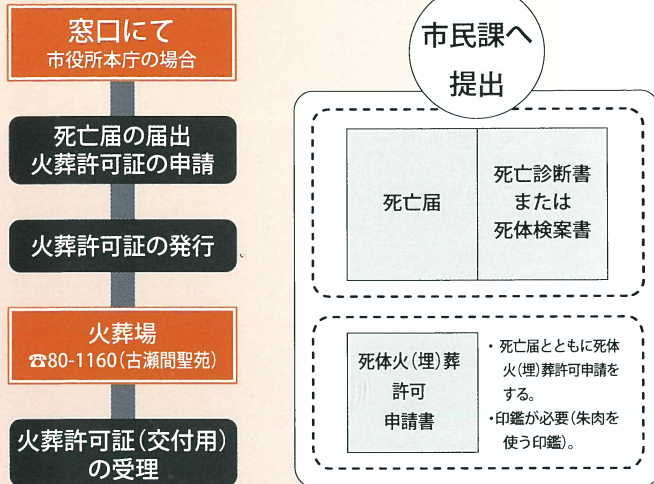 窓口にて
市役所本庁の場合
死亡届の届出
火葬許可証の申請
火葬許可証の発行
火葬場
☎80-1160(古瀬間聖苑)
火葬許可証(交付用)
の受理
市民課へ
提出
死亡届
死亡診断書
または
死体検案書
死体火(埋)葬
許可
申請書
・死亡届とともに死体
火(埋)葬許可申請を
する。
・印鑑が必要(朱肉を
使う印鑑)。